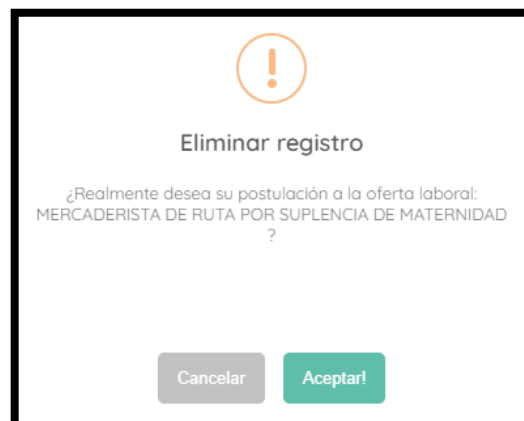 !
Eliminar registro
¿Realmente desea su postulación a la oferta laboral:
MERCADERISTA DE RUTA POR SUPLENCIA DE MATERNIDAD
?
Cancelar
Aceptar!